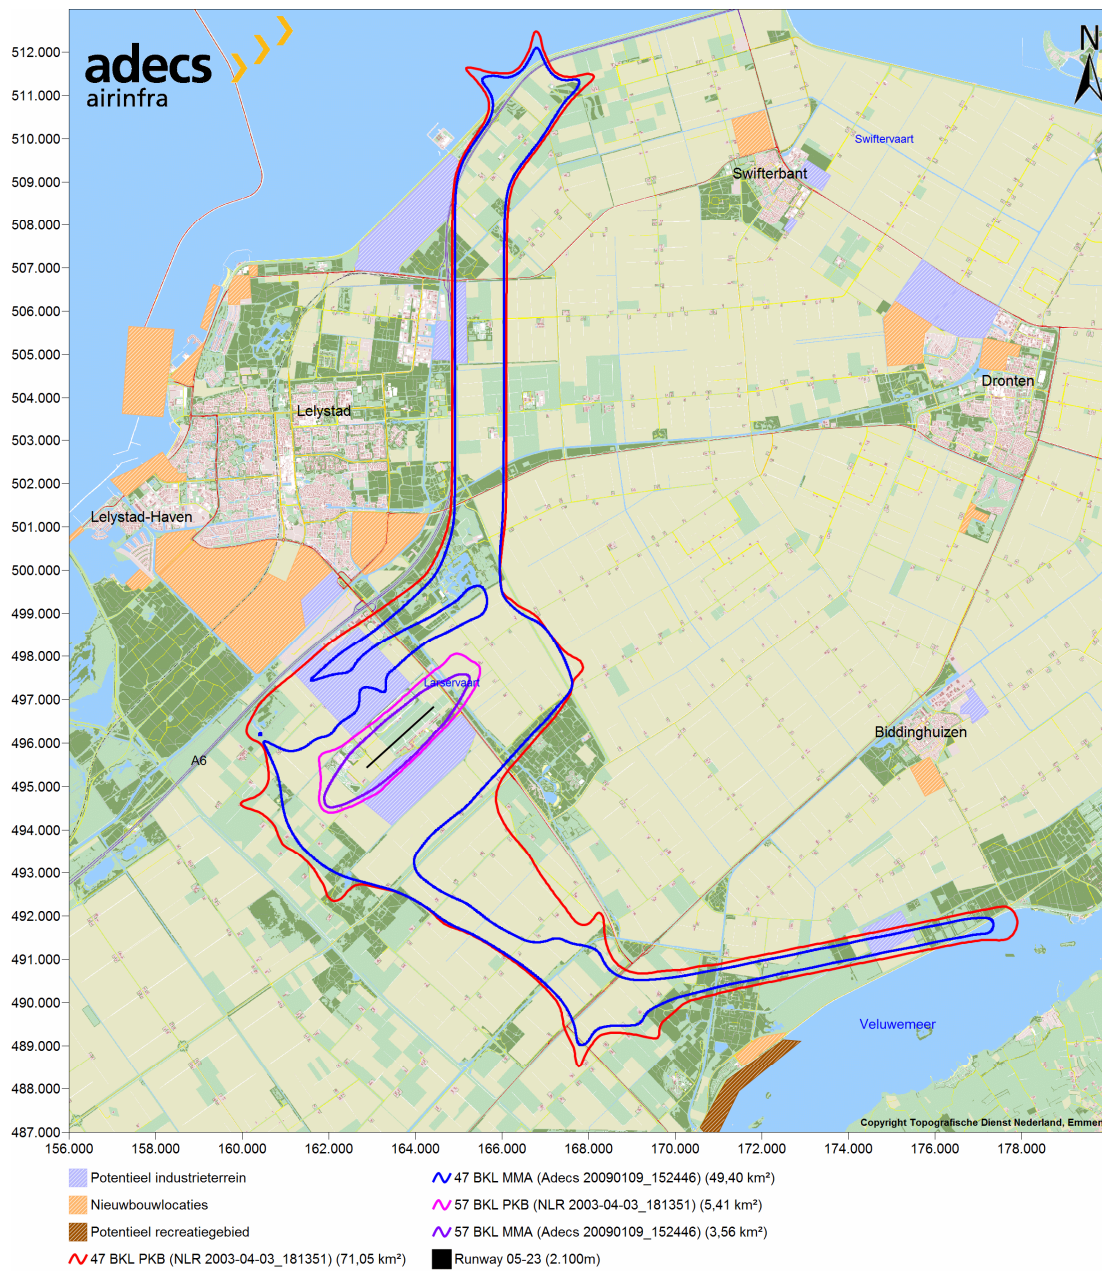 adecs
airinfra
N
512.000
511.000
510.000
509.000
508.000
507.000
506.000
505.000
504.000
503.000
502.000
501.000
500.000
499.000
498.000
497.000
496.000
495.000
494.000
493.000
492.000
491.000
490.000
489.000
488.000
487.000
Swiftervaart
Swifterbant
Dronten
Lelystad
Lelystad-Haven
Larservaart
Biddinghuizen
A6
Veluwemeer
Copyright Topografische Dienst Nederland, Emmen
156.000 158.000 160.000 162.000 164.000 166.000 168.000 170.000 172.000 174.000 176.000 178.000
Potentieel industrieterrein
Nieuwbouwlocaties
Potentieel recreatiegebied
47 BKL PKB (NLR 2003-04-03_181351) (71,05 km²)
47 BKL MMA (Adecs 20090109_152446) (49,40 km²)
57 BKL PKB (NLR 2003-04-03_181351) (5,41 km²)
57 BKL MMA (Adecs 20090109_152446) (3,56 km²)
Runway 05-23 (2.100m)